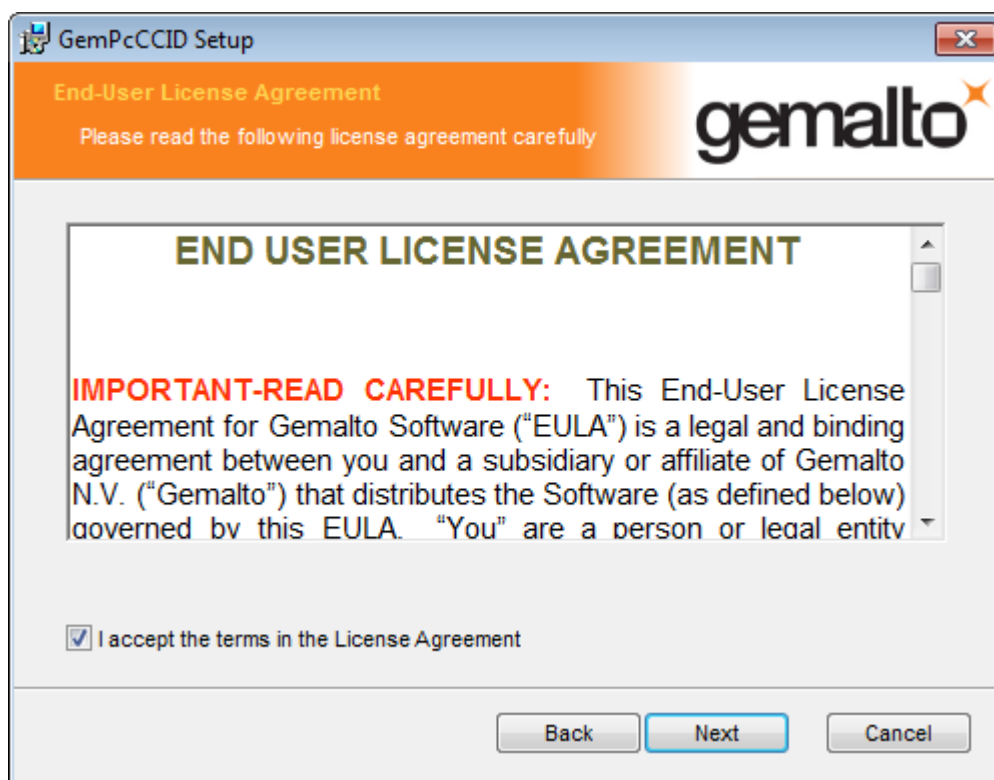 GemPcCCID Setup
End-User License Agreement
Please read the following license agreement carefully
gemalto
END USER LICENSE AGREEMENT
IMPORTANT-READ CAREFULLY: This End-User License
Agreement for Gemalto Software (“EULA”) is a legal and binding
agreement between you and a subsidiary or affiliate of Gemalto
N.V. (“Gemalto”) that distributes the Software (as defined below)
governed by this EULA. “You” are a person or legal entity
I accept the terms in the License Agreement
Back
Next
Cancel